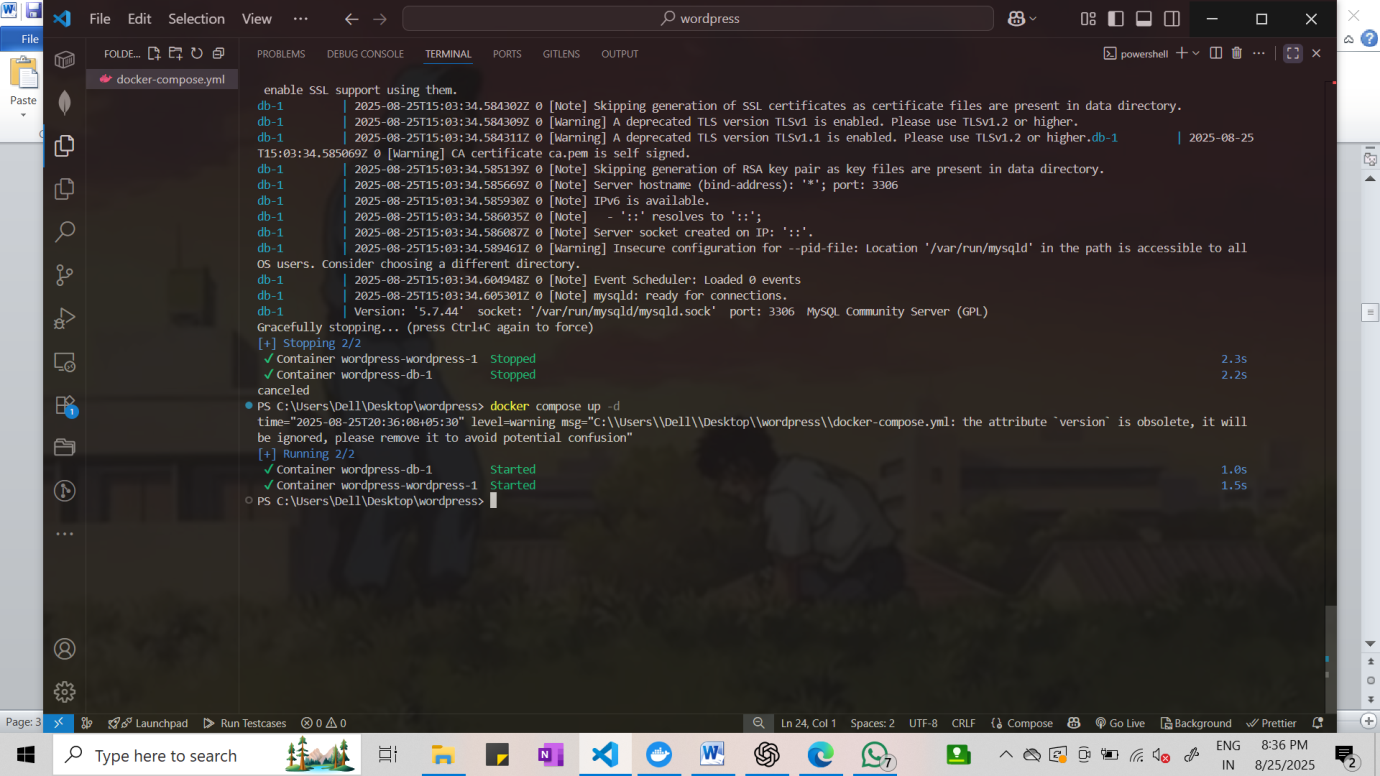 File
Paste
Page: 3
File Edit Selection View ···
wordpress
FOLDE...
docker-compose.yml
PROBLEMS DEBUG CONSOLE TERMINAL PORTS GITLENS OUTPUT
powershell
enable SSL support using them.
db-1 | 2025-08-25T15:03:34.584302Z 0 [Note] Skipping generation of SSL certificates as certificate files are present in data directory.
db-1 | 2025-08-25T15:03:34.584309Z 0 [Warning] A deprecated TLS version TLSv1 is enabled. Please use TLSv1.2 or higher.
db-1 | 2025-08-25T15:03:34.584311Z 0 [Warning] A deprecated TLS version TLSv1.1 is enabled. Please use TLSv1.2 or higher.db-1 | 2025-08-25
T15:03:34.585069Z 0 [Warning] CA certificate ca.pem is self signed.
db-1 | 2025-08-25T15:03:34.585139Z 0 [Note] Skipping generation of RSA key pair as key files are present in data directory.
db-1 | 2025-08-25T15:03:34.585669Z 0 [Note] Server hostname (bind-address): '*'; port: 3306
db-1 | 2025-08-25T15:03:34.585930Z 0 [Note] IPv6 is available.
db-1 | 2025-08-25T15:03:34.586035Z 0 [Note]   - '::' resolves to '::';
db-1 | 2025-08-25T15:03:34.586087Z 0 [Note] Server socket created on IP: '::'.
db-1 | 2025-08-25T15:03:34.589461Z 0 [Warning] Insecure configuration for --pid-file: Location '/var/run/mysqld' in the path is accessible to all
OS users. Consider choosing a different directory.
db-1 | 2025-08-25T15:03:34.604948Z 0 [Note] Event Scheduler: Loaded 0 events
db-1 | 2025-08-25T15:03:34.605301Z 0 [Note] mysqld: ready for connections.
db-1 | Version: '5.7.44'  socket: '/var/run/mysqld/mysqld.sock'  port: 3306  MySQL Community Server (GPL)
Gracefully stopping... (press Ctrl+C again to force)
[+] Stopping 2/2
✓ Container wordpress-wordpress-1 Stopped 2.3s
✓ Container wordpress-db-1 Stopped 2.2s
canceled
PS C:\Users\Dell\Desktop\wordpress> docker compose up -d
time="2025-08-25T20:36:08+05:30" level=warning msg="C:\\Users\\Dell\\Desktop\\wordpress\\docker-compose.yml: the attribute `version` is obsolete, it will
be ignored, please remove it to avoid potential confusion"
[+] Running 2/2
✓ Container wordpress-db-1 Started 1.0s
✓ Container wordpress-wordpress-1 Started 1.5s
PS C:\Users\Dell\Desktop\wordpress>
1
Launchpad Run Testcases 0 0 Ln 24, Col 1 Spaces: 2 UTF-8 CRLF {} Compose Go Live Background Prettier
Type here to search
7
ENG
IN
8:36 PM
8/25/2025
2